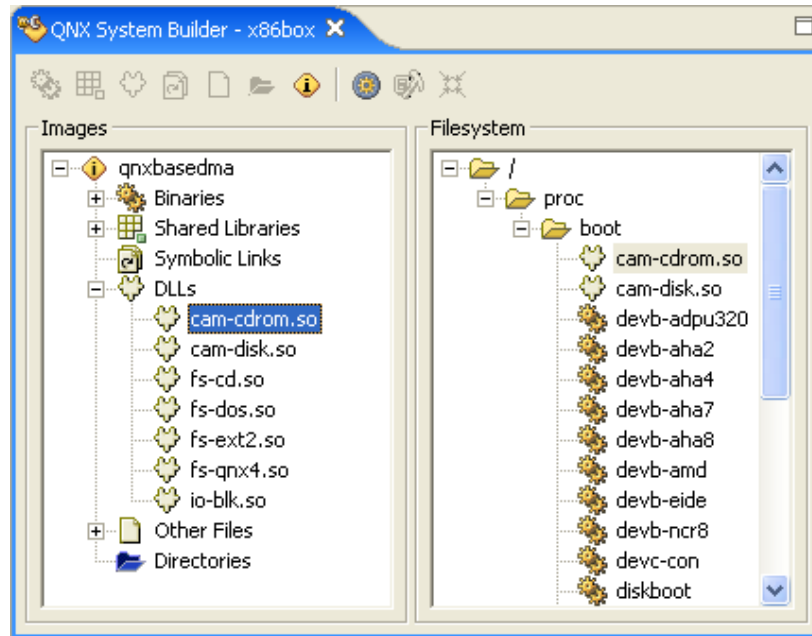 QNX System Builder - x86box
Images
qnxbasedma
Binaries
Shared Libraries
Symbolic Links
DLLs
cam-cdrom.so
cam-disk.so
fs-cd.so
fs-dos.so
fs-ext2.so
fs-qnx4.so
io-blk.so
Other Files
Directories
Filesystem
/
proc
boot
cam-cdrom.so
cam-disk.so
devb-adpu320
devb-aha2
devb-aha4
devb-aha7
devb-aha8
devb-amd
devb-eide
devb-ncr8
devc-con
diskboot